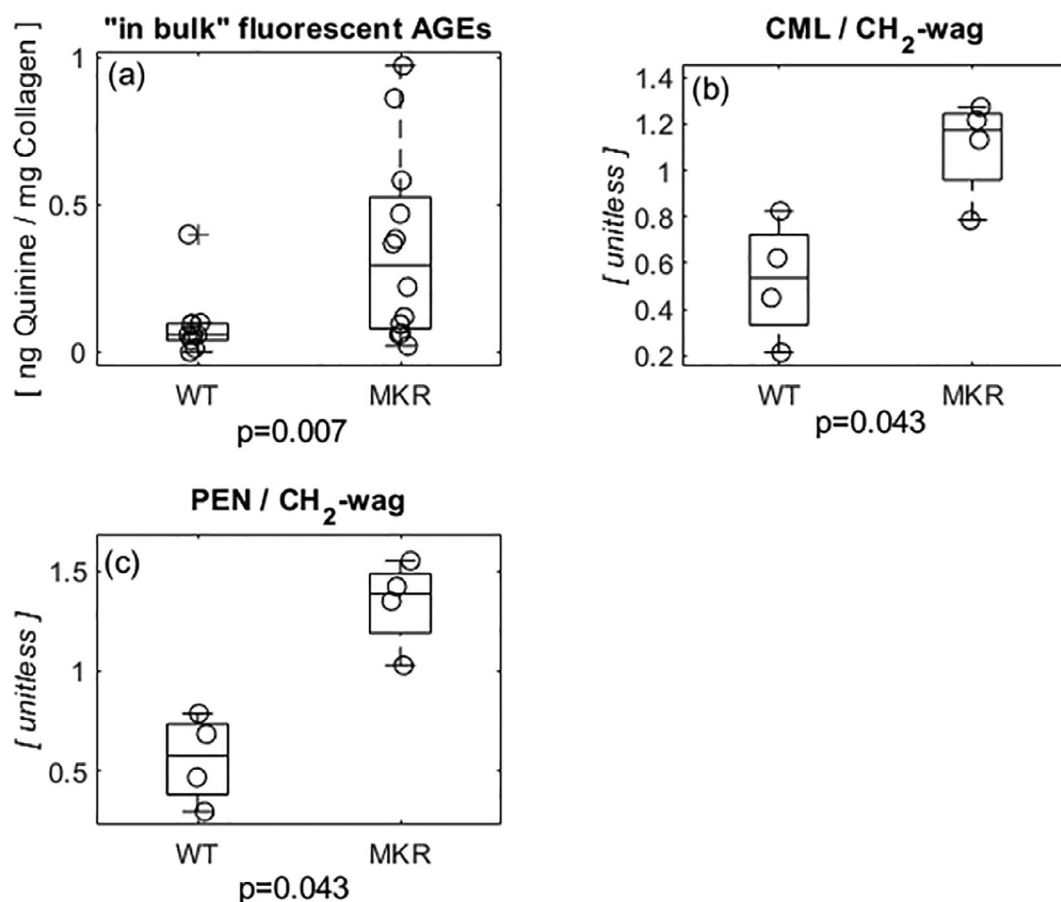 "in bulk" fluorescent AGEs
(a)
[ ng Quinine / mg Collagen ]
1
0.5
0
WT MKR
p=0.007
CML / CH₂-wag
(b)
[ unitless ]
1.4
1.2
1
0.8
0.6
0.4
0.2
WT MKR
p=0.043
PEN / CH₂-wag
(c)
[ unitless ]
1.5
1
0.5
WT MKR
p=0.043